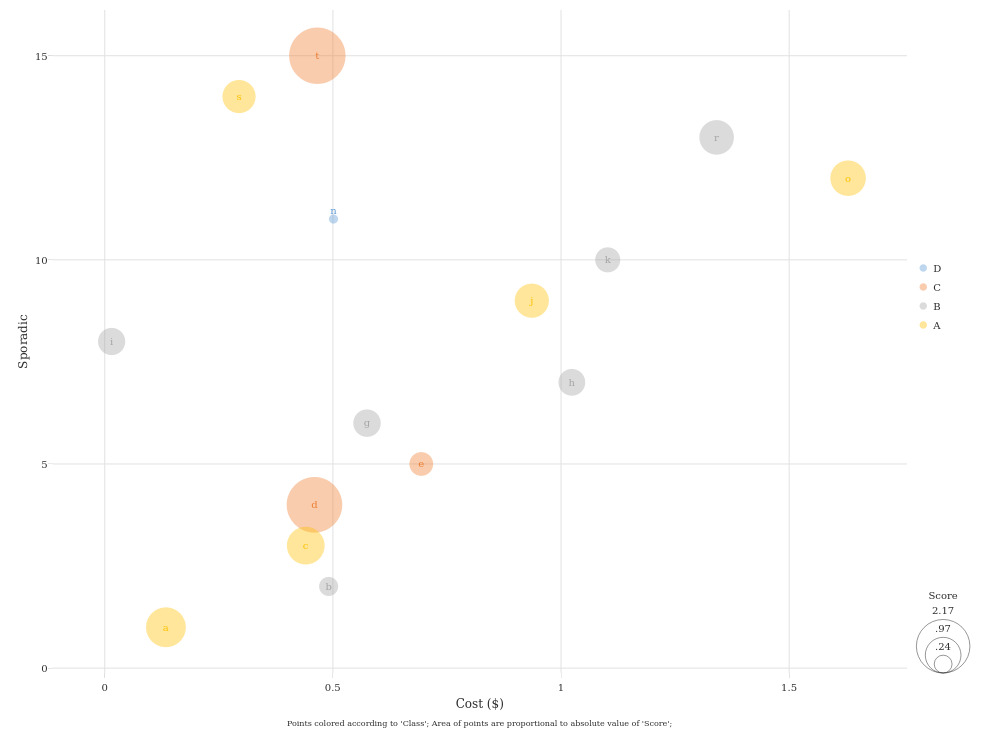 15
t
s
r
o
n
10
k
j
i
h
g
5
e
d
c
b
a
0
0
0.5
1
1.5
Sporadic
Cost ($)
D
C
B
A
Score
2.17
.97
.24
Points colored according to 'Class'; Area of points are proportional to absolute value of 'Score';